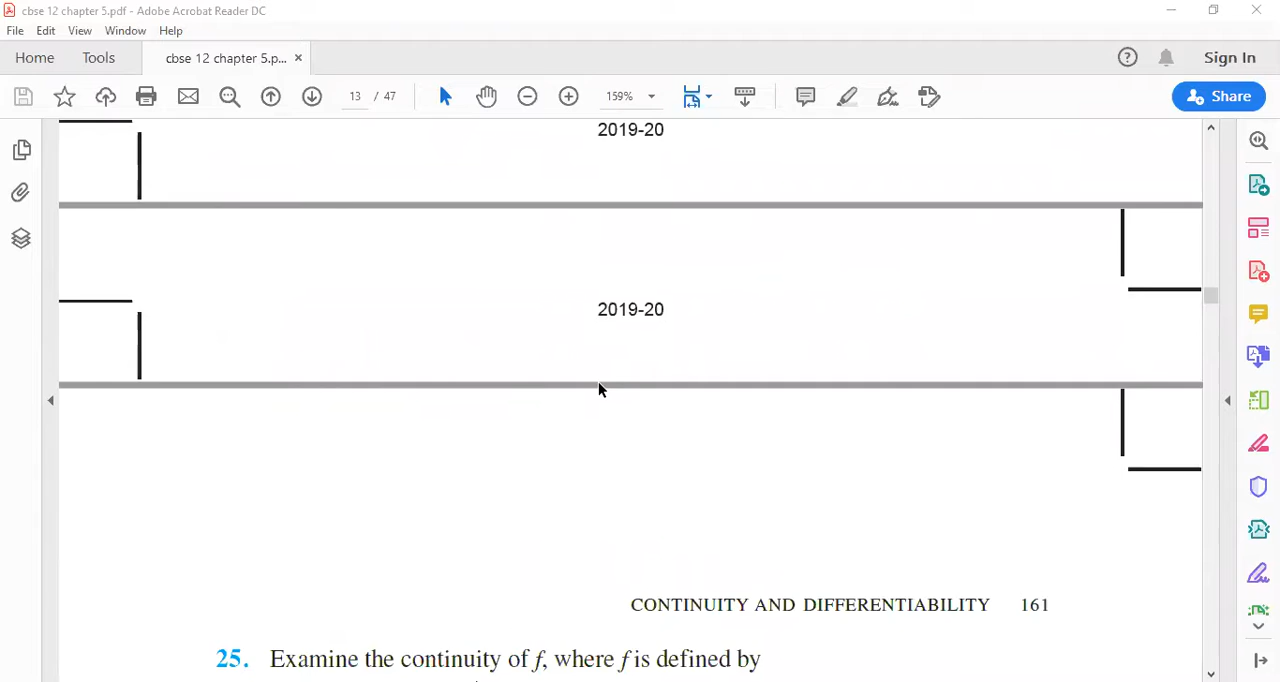 cbse 12 chapter 5.pdf - Adobe Acrobat Reader DC
File Edit View Window Help
Home Tools cbse 12 chapter 5.p... × Sign In
13 / 47 159% Share
2019-20
2019-20
CONTINUITY AND DIFFERENTIABILITY 161
25. Examine the continuity of f, where f is defined by